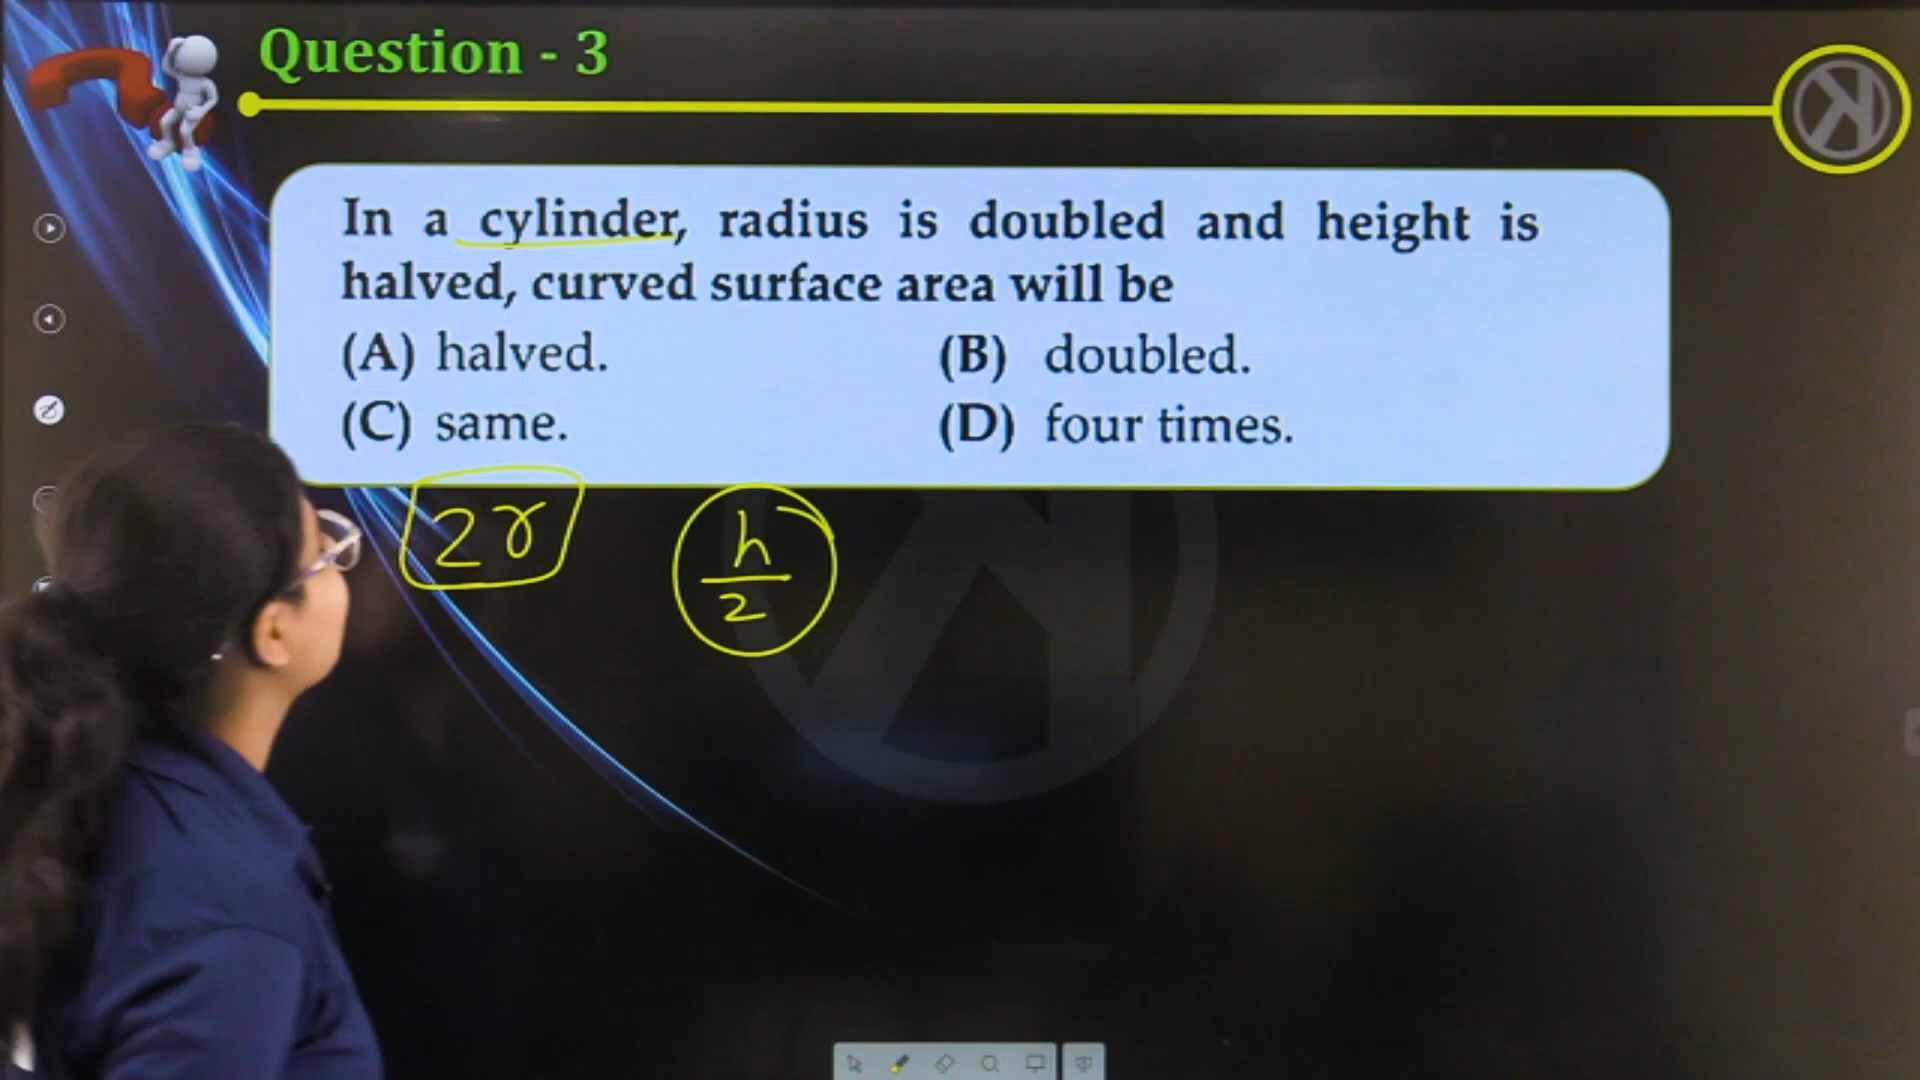 Question - 3
In a cylinder, radius is doubled and height is
halved, curved surface area will be
(A) halved.
(B) doubled.
(C) same.
(D) four times.
2r
h
2